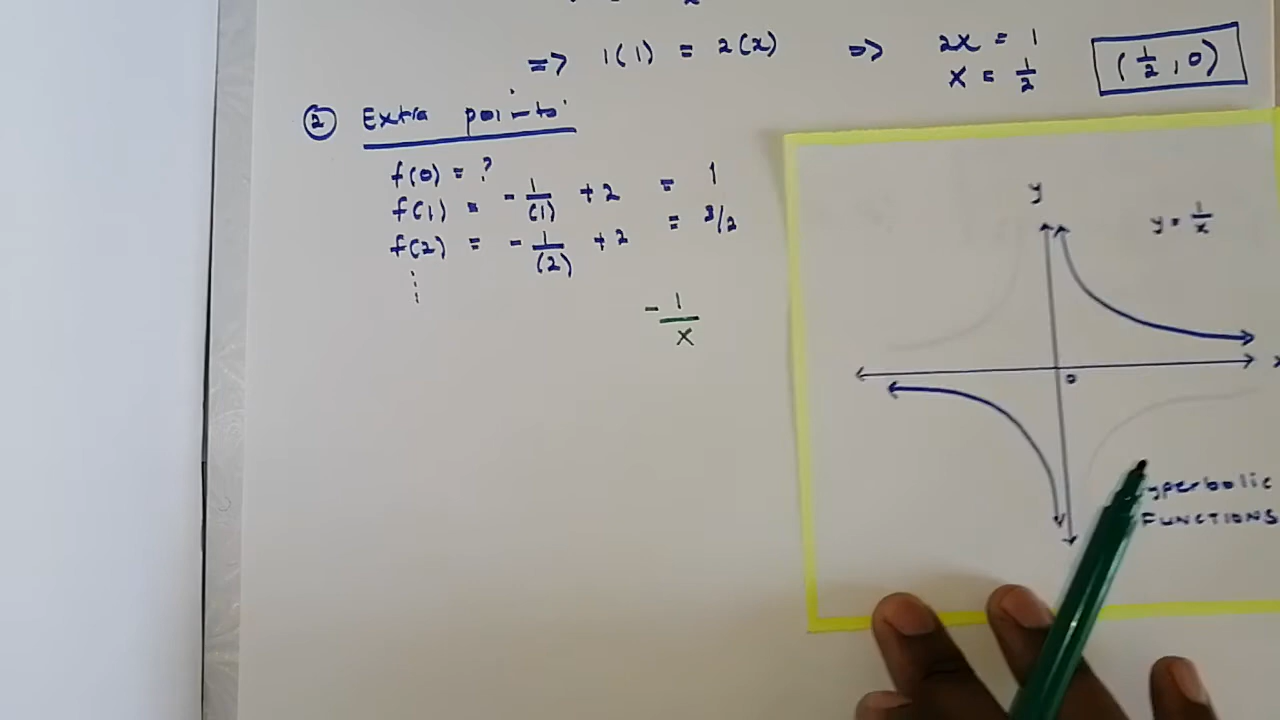 => 1(1) = 2(x) => 2x = 1
x = 1/2
(1/2, 0)
② Extra points
f(0) = ?
f(1) = - 1/(1) + 2 = 1
f(2) = - 1/(2) + 2 = 3/2
⋮
- 1/x
y
y = 1/x
x
0
yperbolic
FUNCTIONS